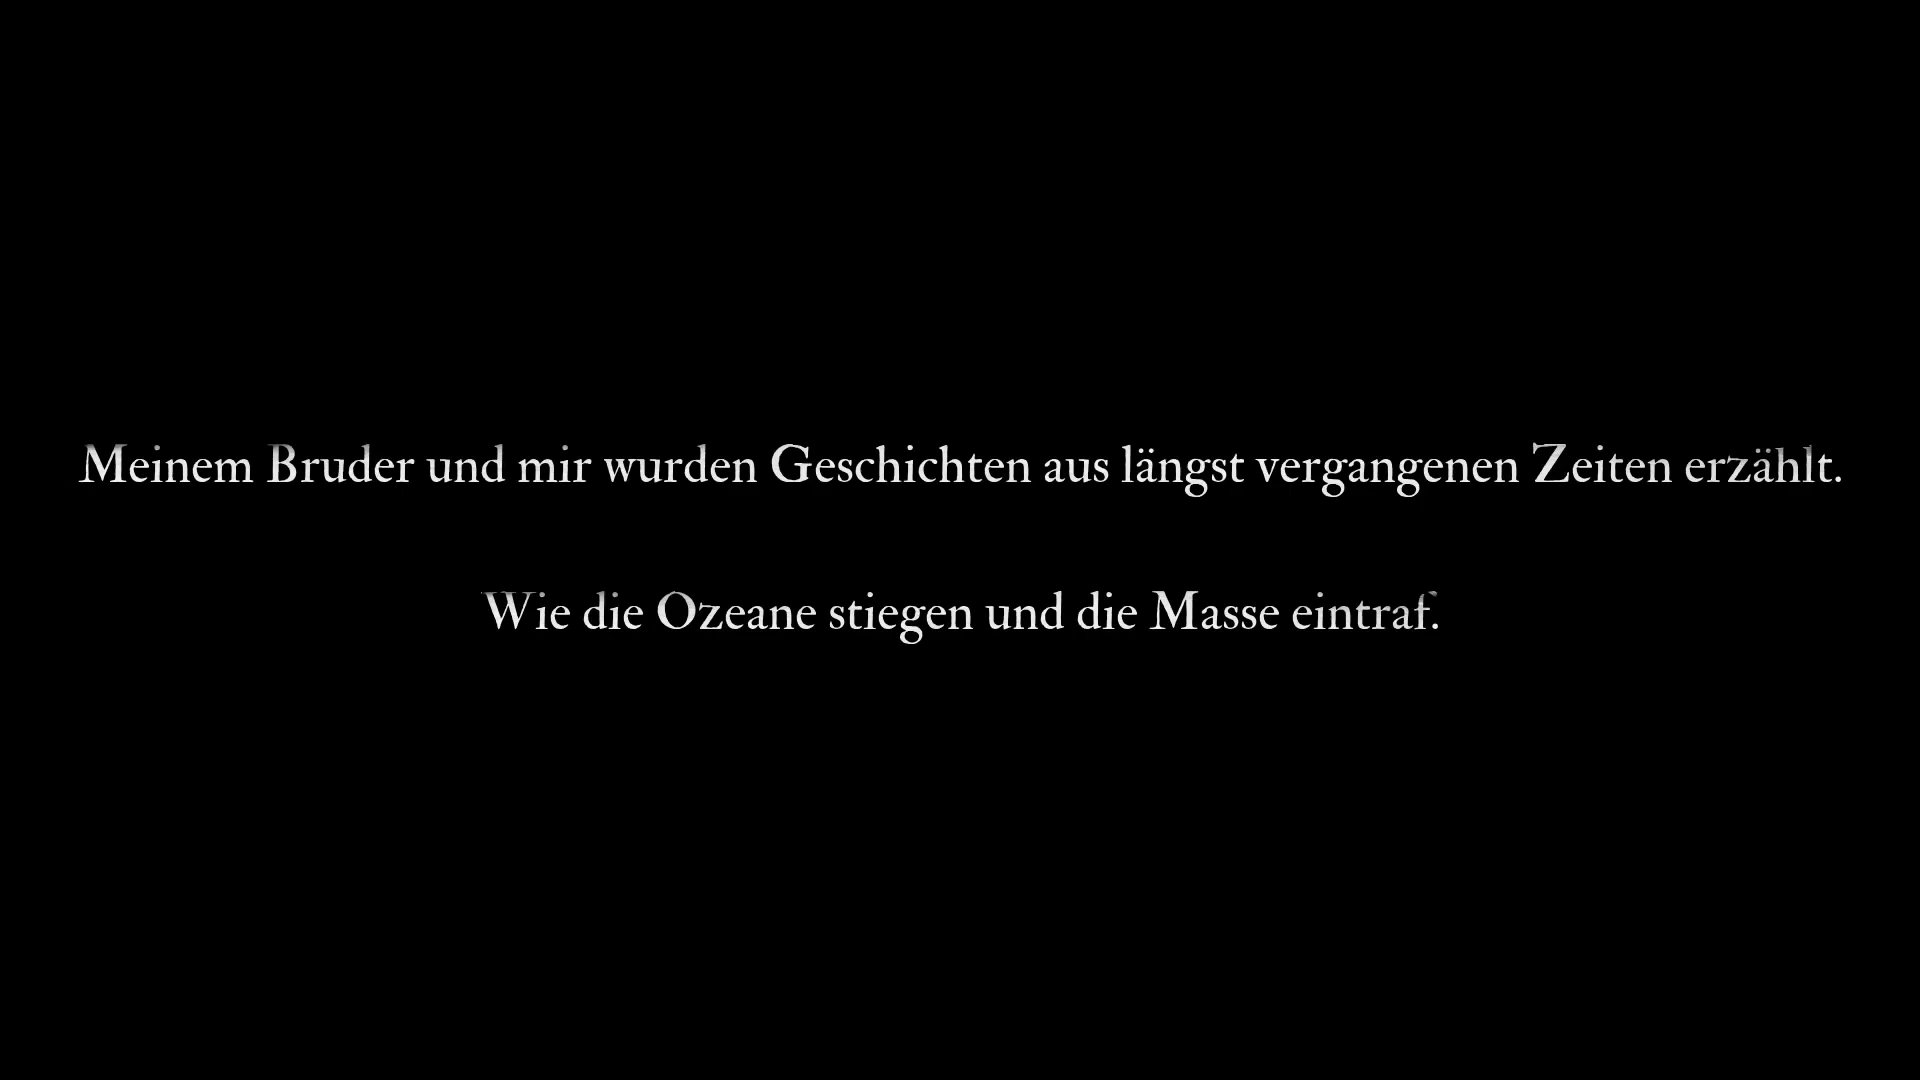 Meinem Bruder und mir wurden Geschichten aus längst vergangenen Zeiten erzählt.
Wie die Ozeane stiegen und die Masse eintraf.